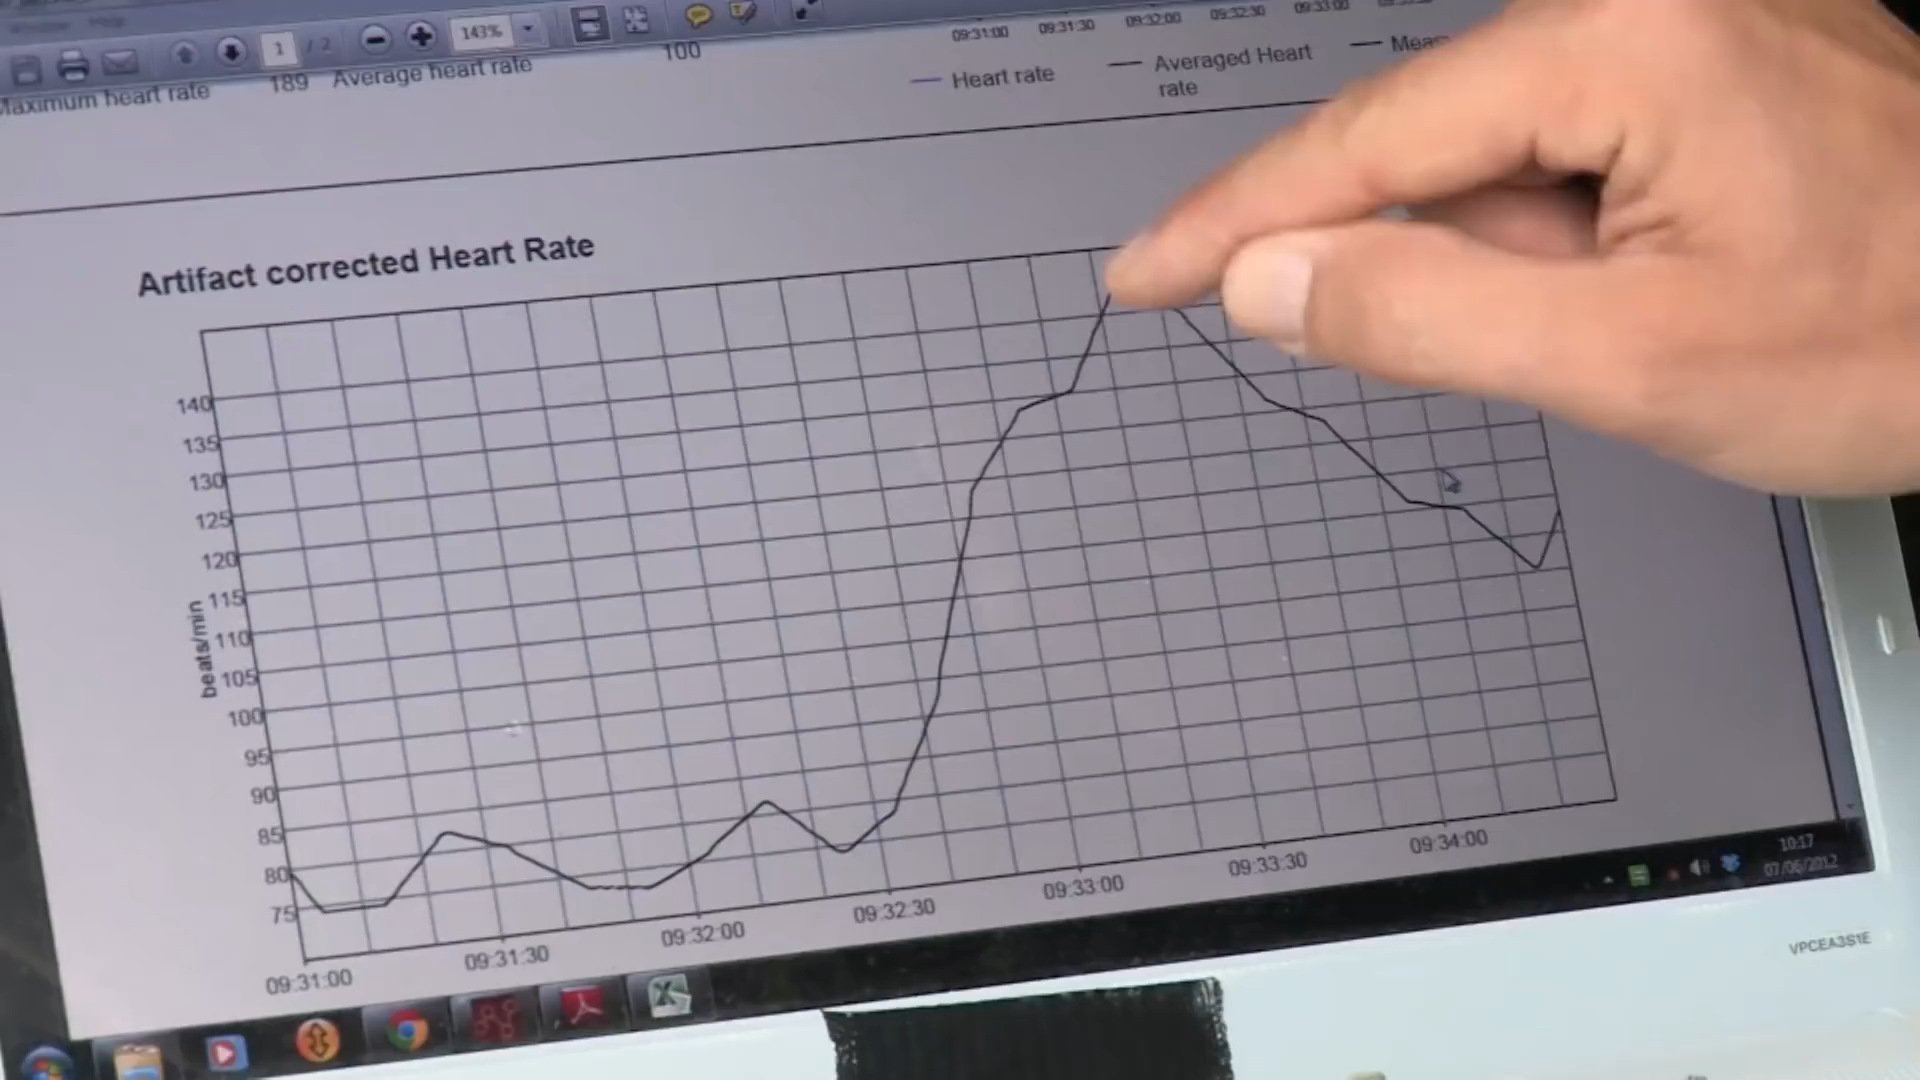 1 / 2
143%
Maximum heart rate 189 Average heart rate 100
09:31:00 09:31:30 09:32:00 09:32:30 09:33:00
Heart rate
Averaged Heart
rate
Artifact corrected Heart Rate
140
135
130
125
120
115
110
105
100
95
90
85
80
75
beats/min
09:31:00 09:31:30 09:32:00 09:32:30 09:33:00 09:33:30 09:34:00
10:17
07/06/2012
VPCEA3S1E